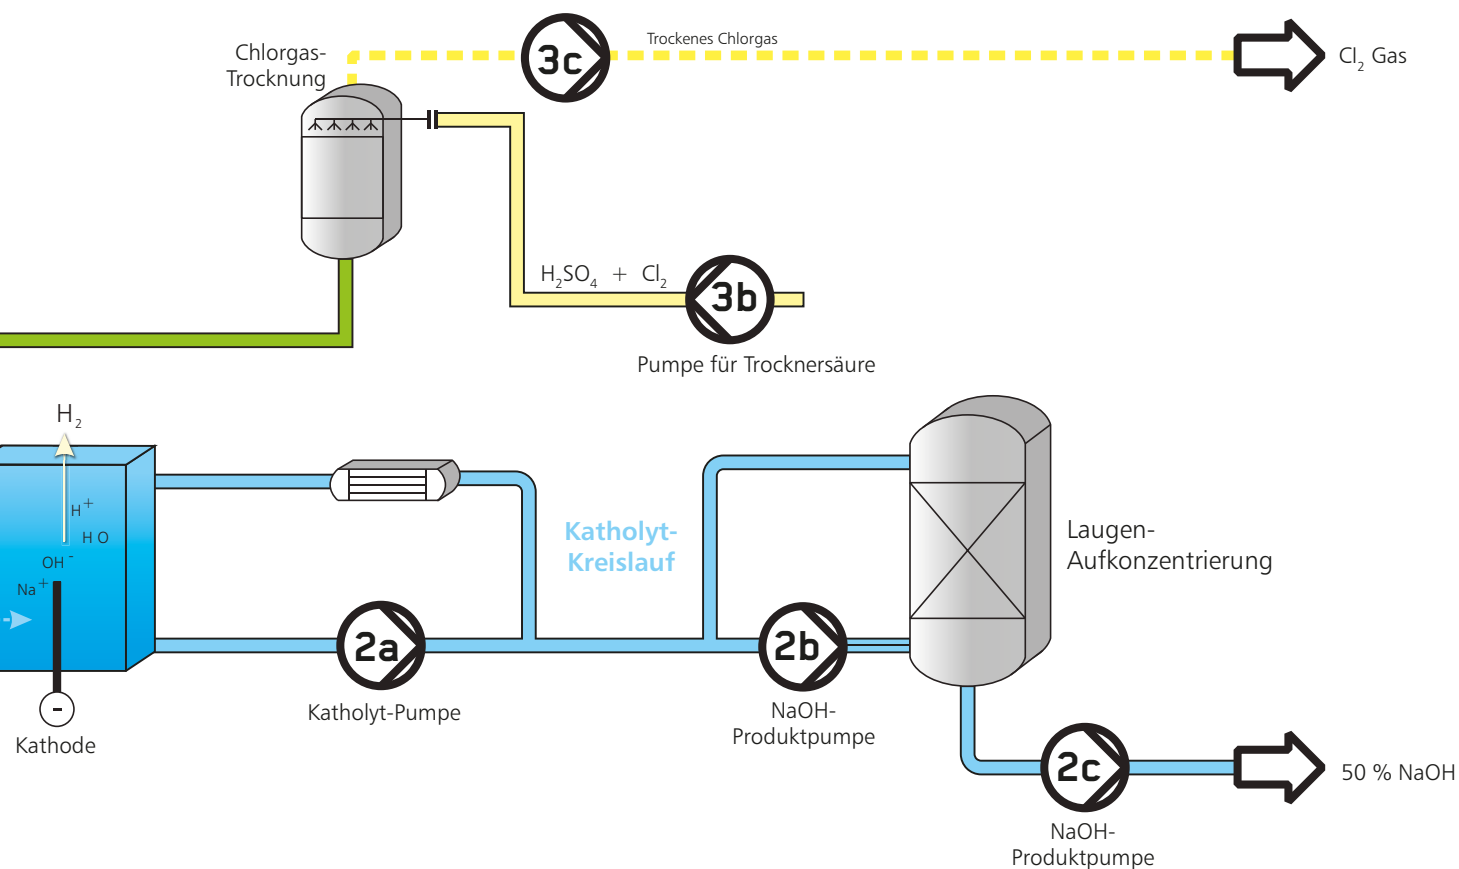 Chlorgas-
Trocknung
3c
Trockenes Chlorgas
Cl2 Gas
H2SO4 + Cl2
3b
Pumpe für Trocknersäure
H2
H+
H O
OH-
Na+
-
Kathode
Katholyt-
Kreislauf
2a
Katholyt-Pumpe
2b
NaOH-
Produktpumpe
Laugen-
Aufkonzentrierung
2c
NaOH-
Produktpumpe
50 % NaOH